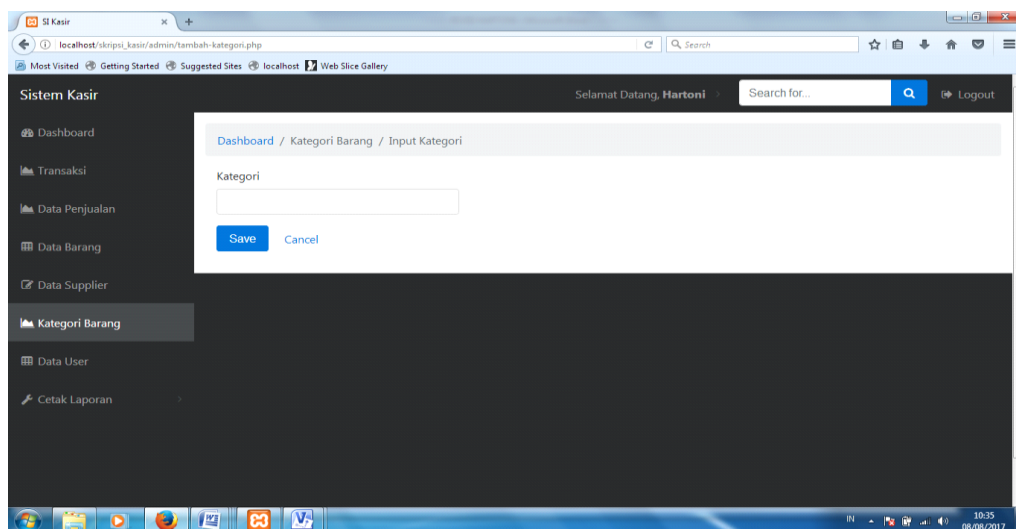 SI Kasir
localhost/skripsi_kasir/admin/tambah-kategori.php
Search
Most Visited Getting Started Suggested Sites localhost Web Slice Gallery
Sistem Kasir Selamat Datang, Hartoni Search for... Logout
Dashboard
Dashboard / Kategori Barang / Input Kategori
Transaksi
Kategori
Data Penjualan
Save Cancel
Data Barang
Data Supplier
Kategori Barang
Data User
Cetak Laporan
IN 10:35
08/08/2017